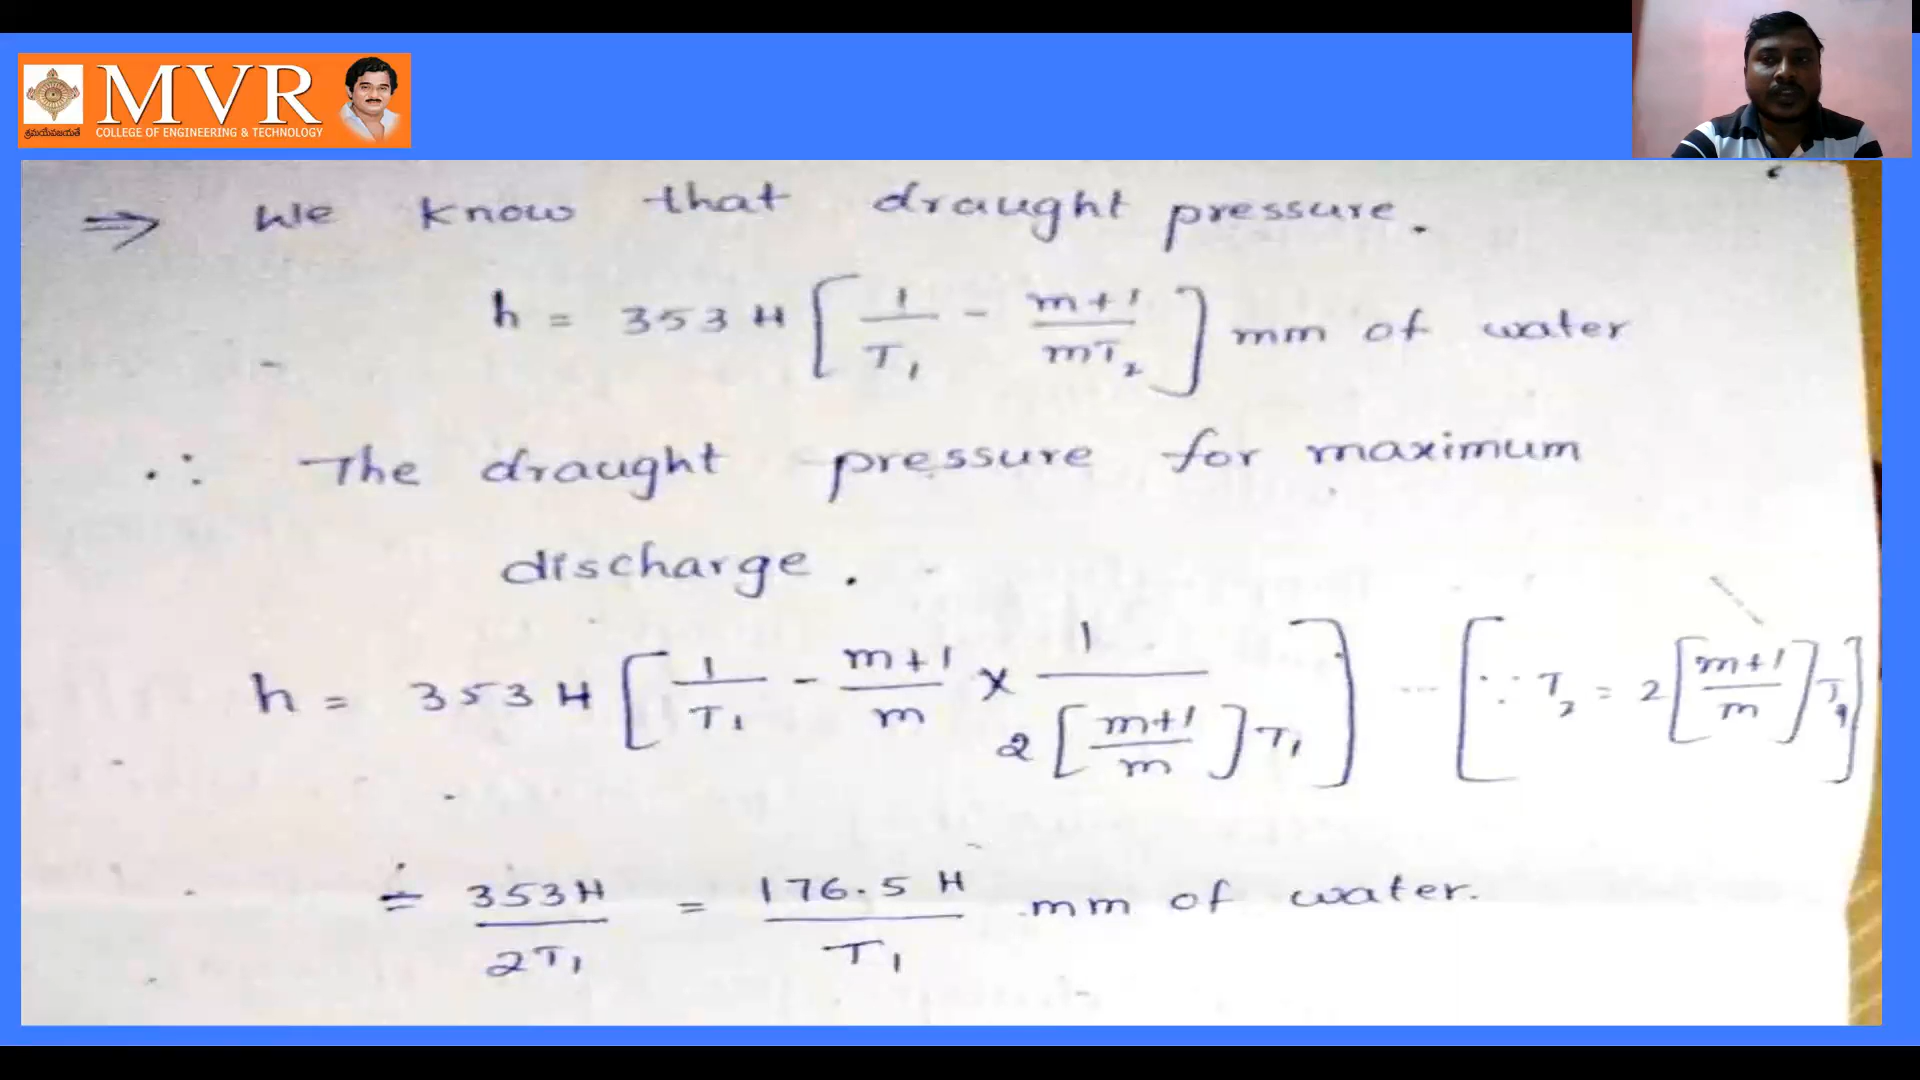 MVR
COLLEGE OF ENGINEERING & TECHNOLOGY
శ్రమయేవజయతే
⇒ We know that draught pressure.
h = 353 H [ 1/T₁ - (m+1)/(mT₂) ] mm of water
∴ The draught pressure for maximum
discharge.
h = 353 H [ 1/T₁ - (m+1)/m × 1/(2[(m+1)/m]T₁) ] --- [ ∵ T₂ = 2[(m+1)/m]T₁ ]
= 353H/2T₁ = 176.5 H/T₁ mm of water.